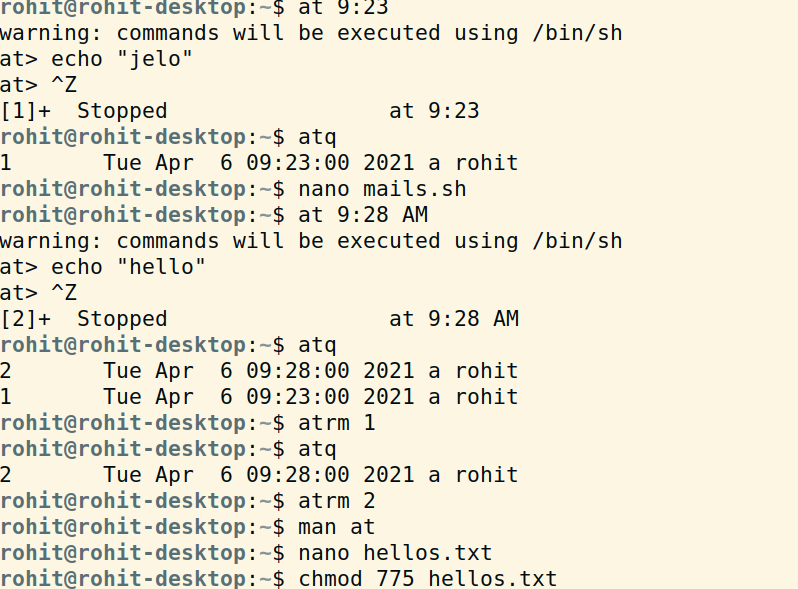 rohit@rohit-desktop:~$ at 9:23
warning: commands will be executed using /bin/sh
at> echo "jelo"
at> ^Z
[1]+  Stopped                 at 9:23
rohit@rohit-desktop:~$ atq
1       Tue Apr  6 09:23:00 2021 a rohit
rohit@rohit-desktop:~$ nano mails.sh
rohit@rohit-desktop:~$ at 9:28 AM
warning: commands will be executed using /bin/sh
at> echo "hello"
at> ^Z
[2]+  Stopped                 at 9:28 AM
rohit@rohit-desktop:~$ atq
2       Tue Apr  6 09:28:00 2021 a rohit
1       Tue Apr  6 09:23:00 2021 a rohit
rohit@rohit-desktop:~$ atrm 1
rohit@rohit-desktop:~$ atq
2       Tue Apr  6 09:28:00 2021 a rohit
rohit@rohit-desktop:~$ atrm 2
rohit@rohit-desktop:~$ man at
rohit@rohit-desktop:~$ nano hellos.txt
rohit@rohit-desktop:~$ chmod 775 hellos.txt